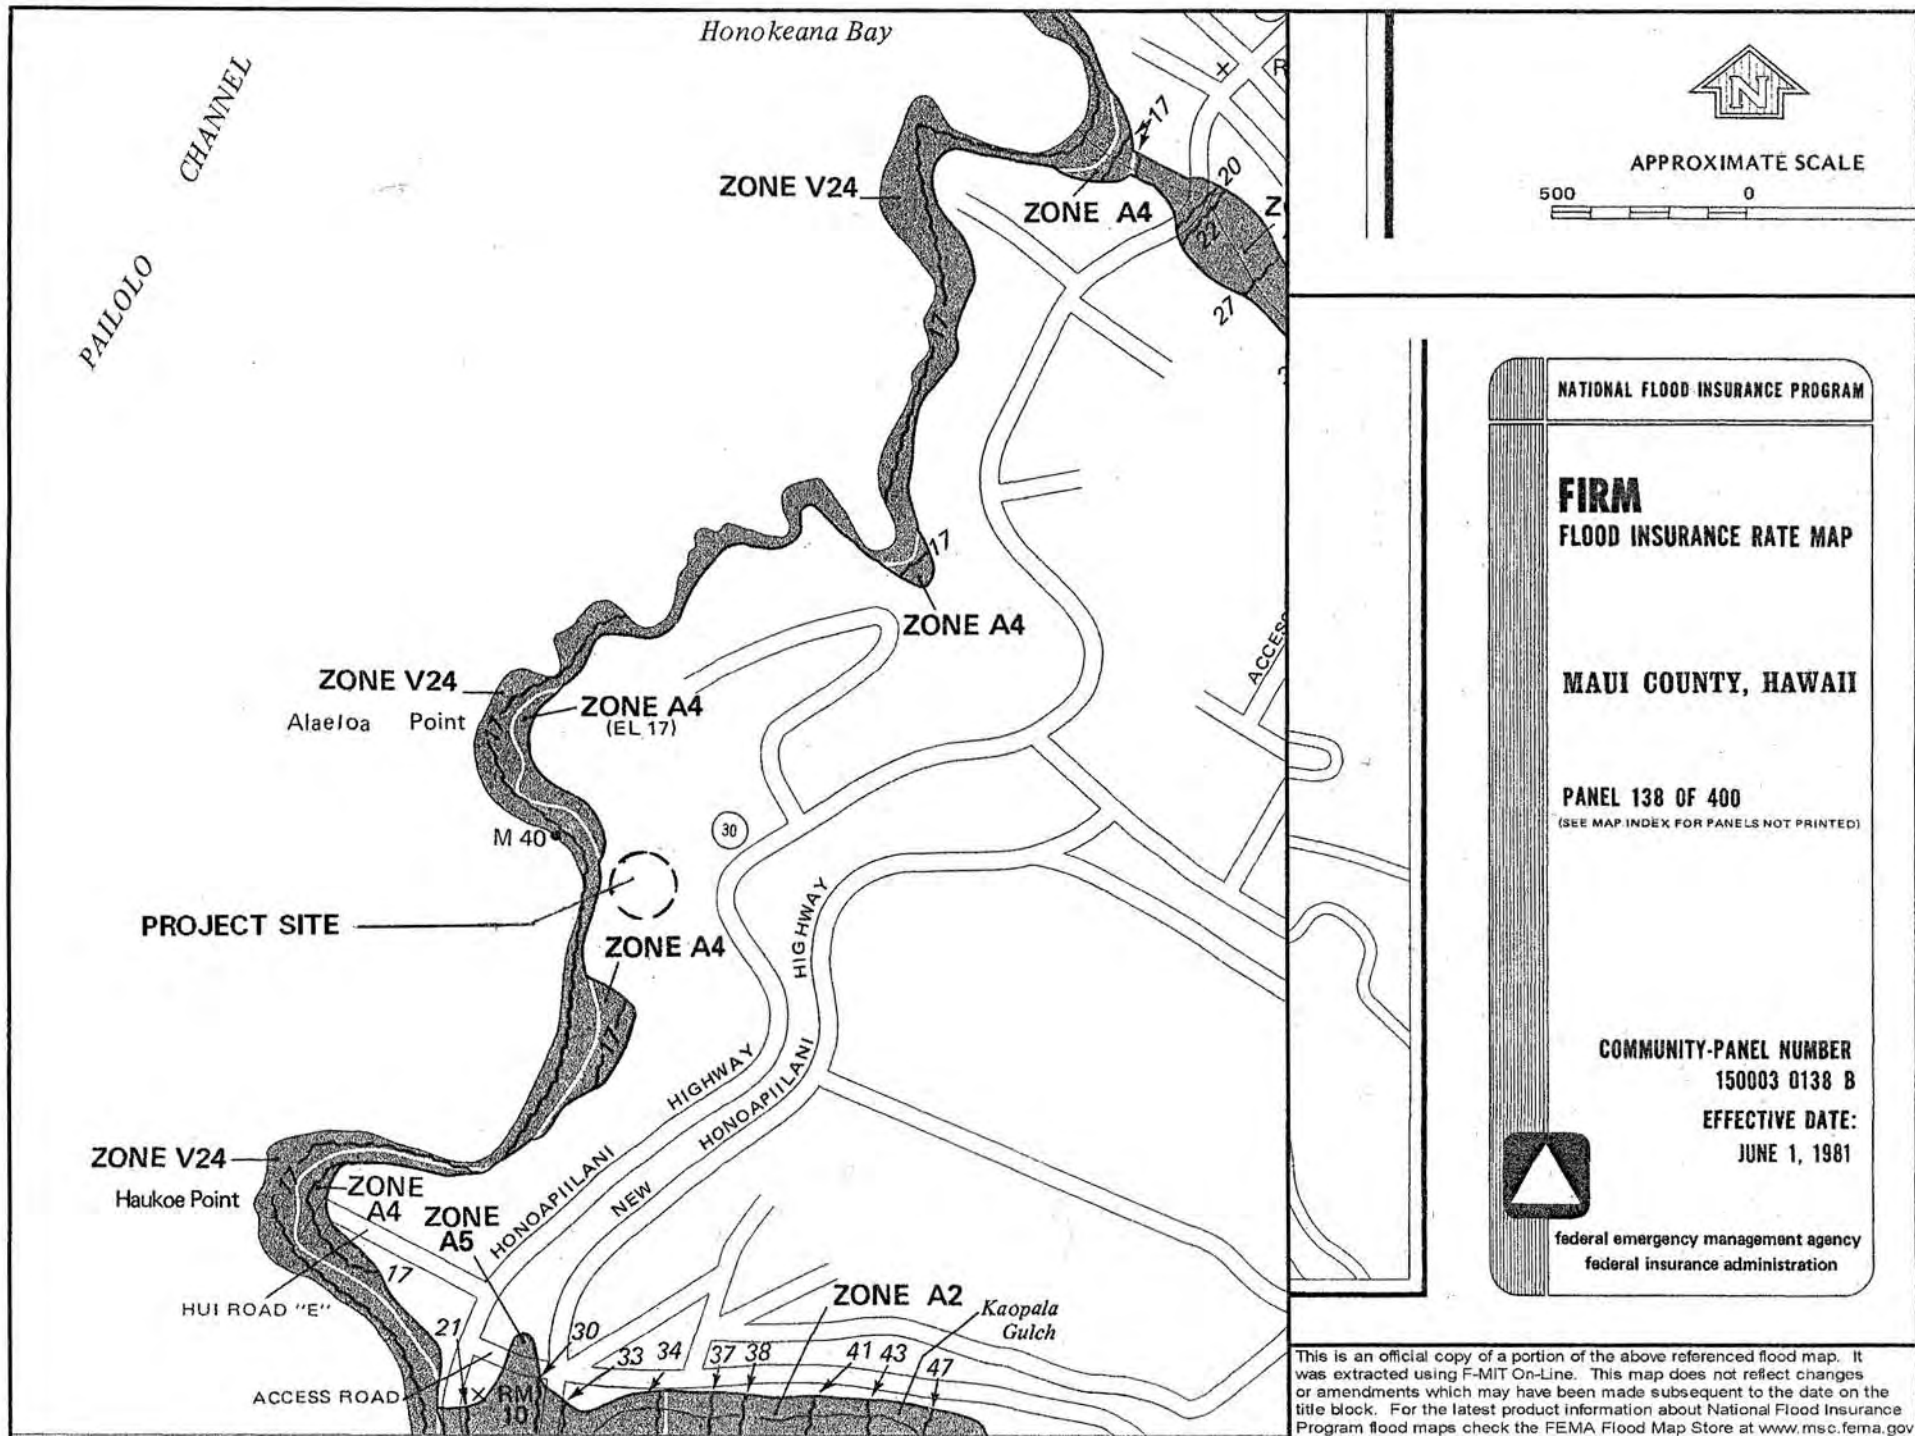 Honokeana Bay
CHANNEL
PAILOLO
ZONE V24
17
ZONE A4
20
22
27
17
17
ZONE A4
ACCESS
ZONE V24
Alaeloa Point
17
ZONE A4
(EL 17)
M 40
30
PROJECT SITE
ZONE A4
17
HIGHWAY
HIGHWAY
HONOAPIILANI
HONOAPIILANI
NEW
ZONE V24
Haukoe Point
17
ZONE
A4
ZONE
A5
17
HUI ROAD "E"
21
30
33
34
37
38
41
43
47
ZONE A2
Kaopala
Gulch
ACCESS ROAD
RM
10
N
APPROXIMATE SCALE
500 0
NATIONAL FLOOD INSURANCE PROGRAM
FIRM
FLOOD INSURANCE RATE MAP
MAUI COUNTY, HAWAII
PANEL 138 OF 400
(SEE MAP INDEX FOR PANELS NOT PRINTED)
COMMUNITY-PANEL NUMBER
150003 0138 B
EFFECTIVE DATE:
JUNE 1, 1981
federal emergency management agency
federal insurance administration
This is an official copy of a portion of the above referenced flood map. It
was extracted using F-MIT On-Line. This map does not reflect changes
or amendments which may have been made subsequent to the date on the
title block. For the latest product information about National Flood Insurance
Program flood maps check the FEMA Flood Map Store at www.msc.fema.gov